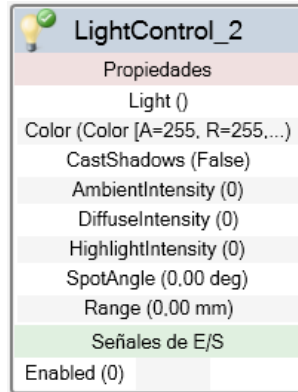 LightControl_2
Propiedades
Light ()
Color (Color [A=255, R=255,...)
CastShadows (False)
AmbientIntensity (0)
DiffuseIntensity (0)
HighlightIntensity (0)
SpotAngle (0,00 deg)
Range (0,00 mm)
Señales de E/S
Enabled (0)